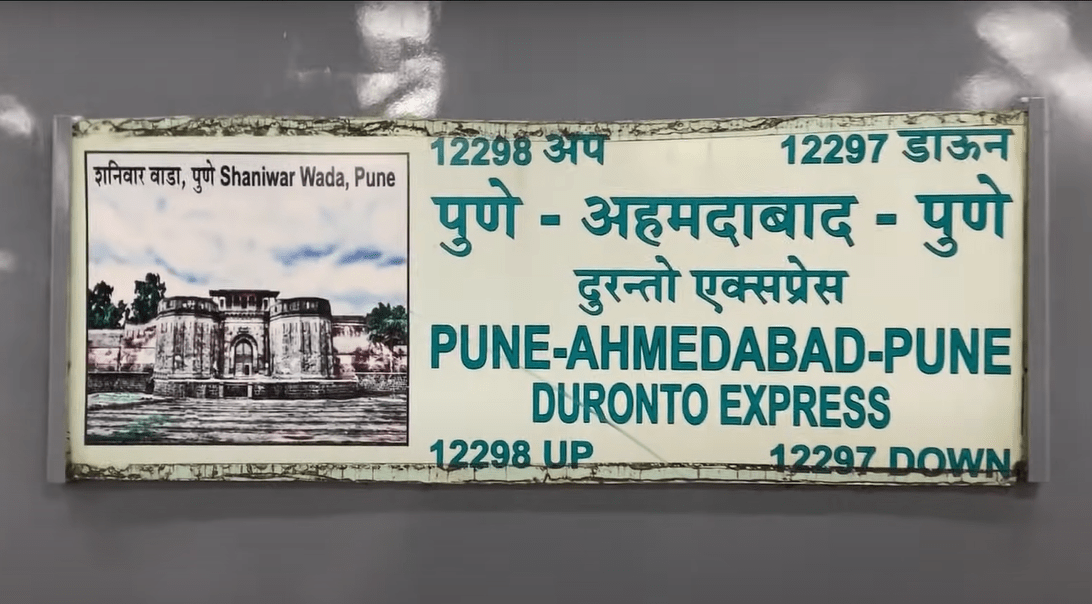 शनिवार वाडा, पुणे Shaniwar Wada, Pune
12298 अप 12297 डाऊन
पुणे - अहमदाबाद - पुणे
दुरन्तो एक्सप्रेस
PUNE-AHMEDABAD-PUNE
DURONTO EXPRESS
12298 UP 12297 DOWN